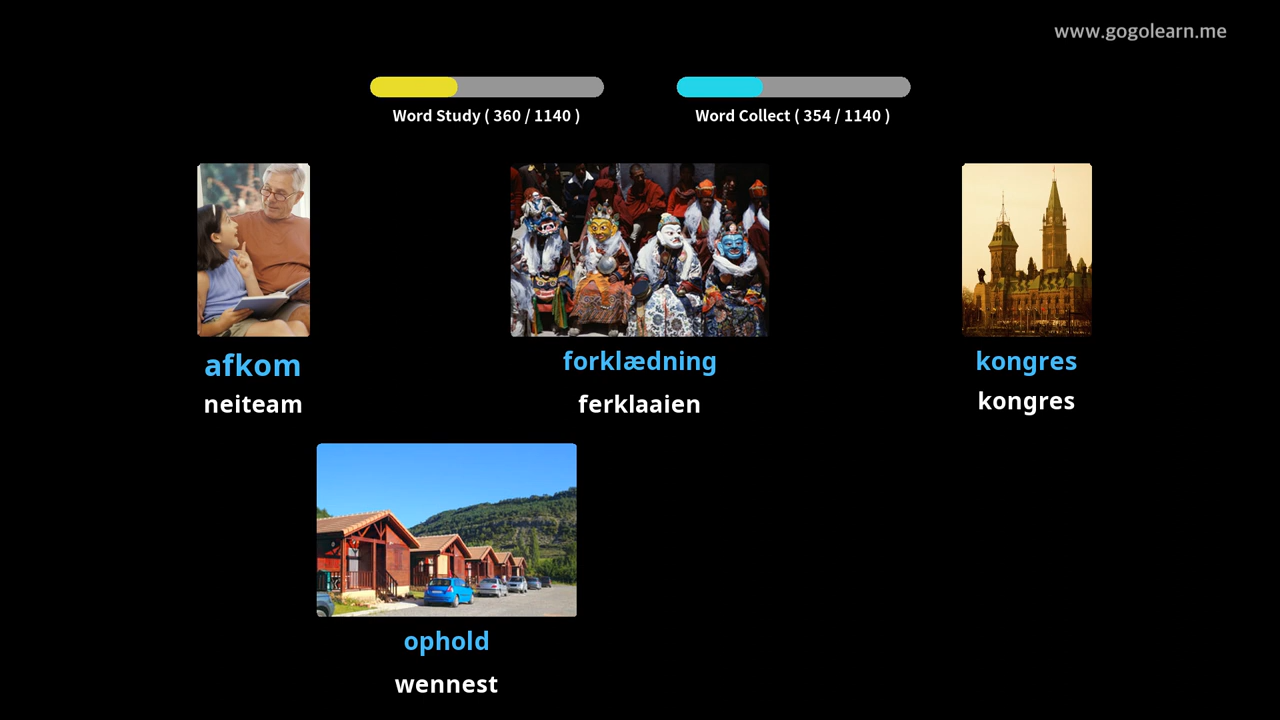 www.gogolearn.me
Word Study ( 360 / 1140 )
Word Collect ( 354 / 1140 )
afkom
neiteam
forklædning
ferklaaien
kongres
kongres
ophold
wennest